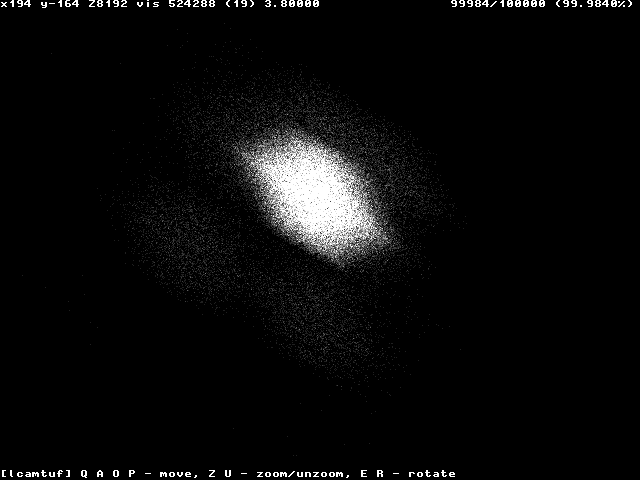 x194 y-164 Z8192 vis 524288 (19) 3.80000
99984/100000 (99.9840%)
[lcamtuf] Q A O P - move, Z U - zoom/unzoom, E R - rotate